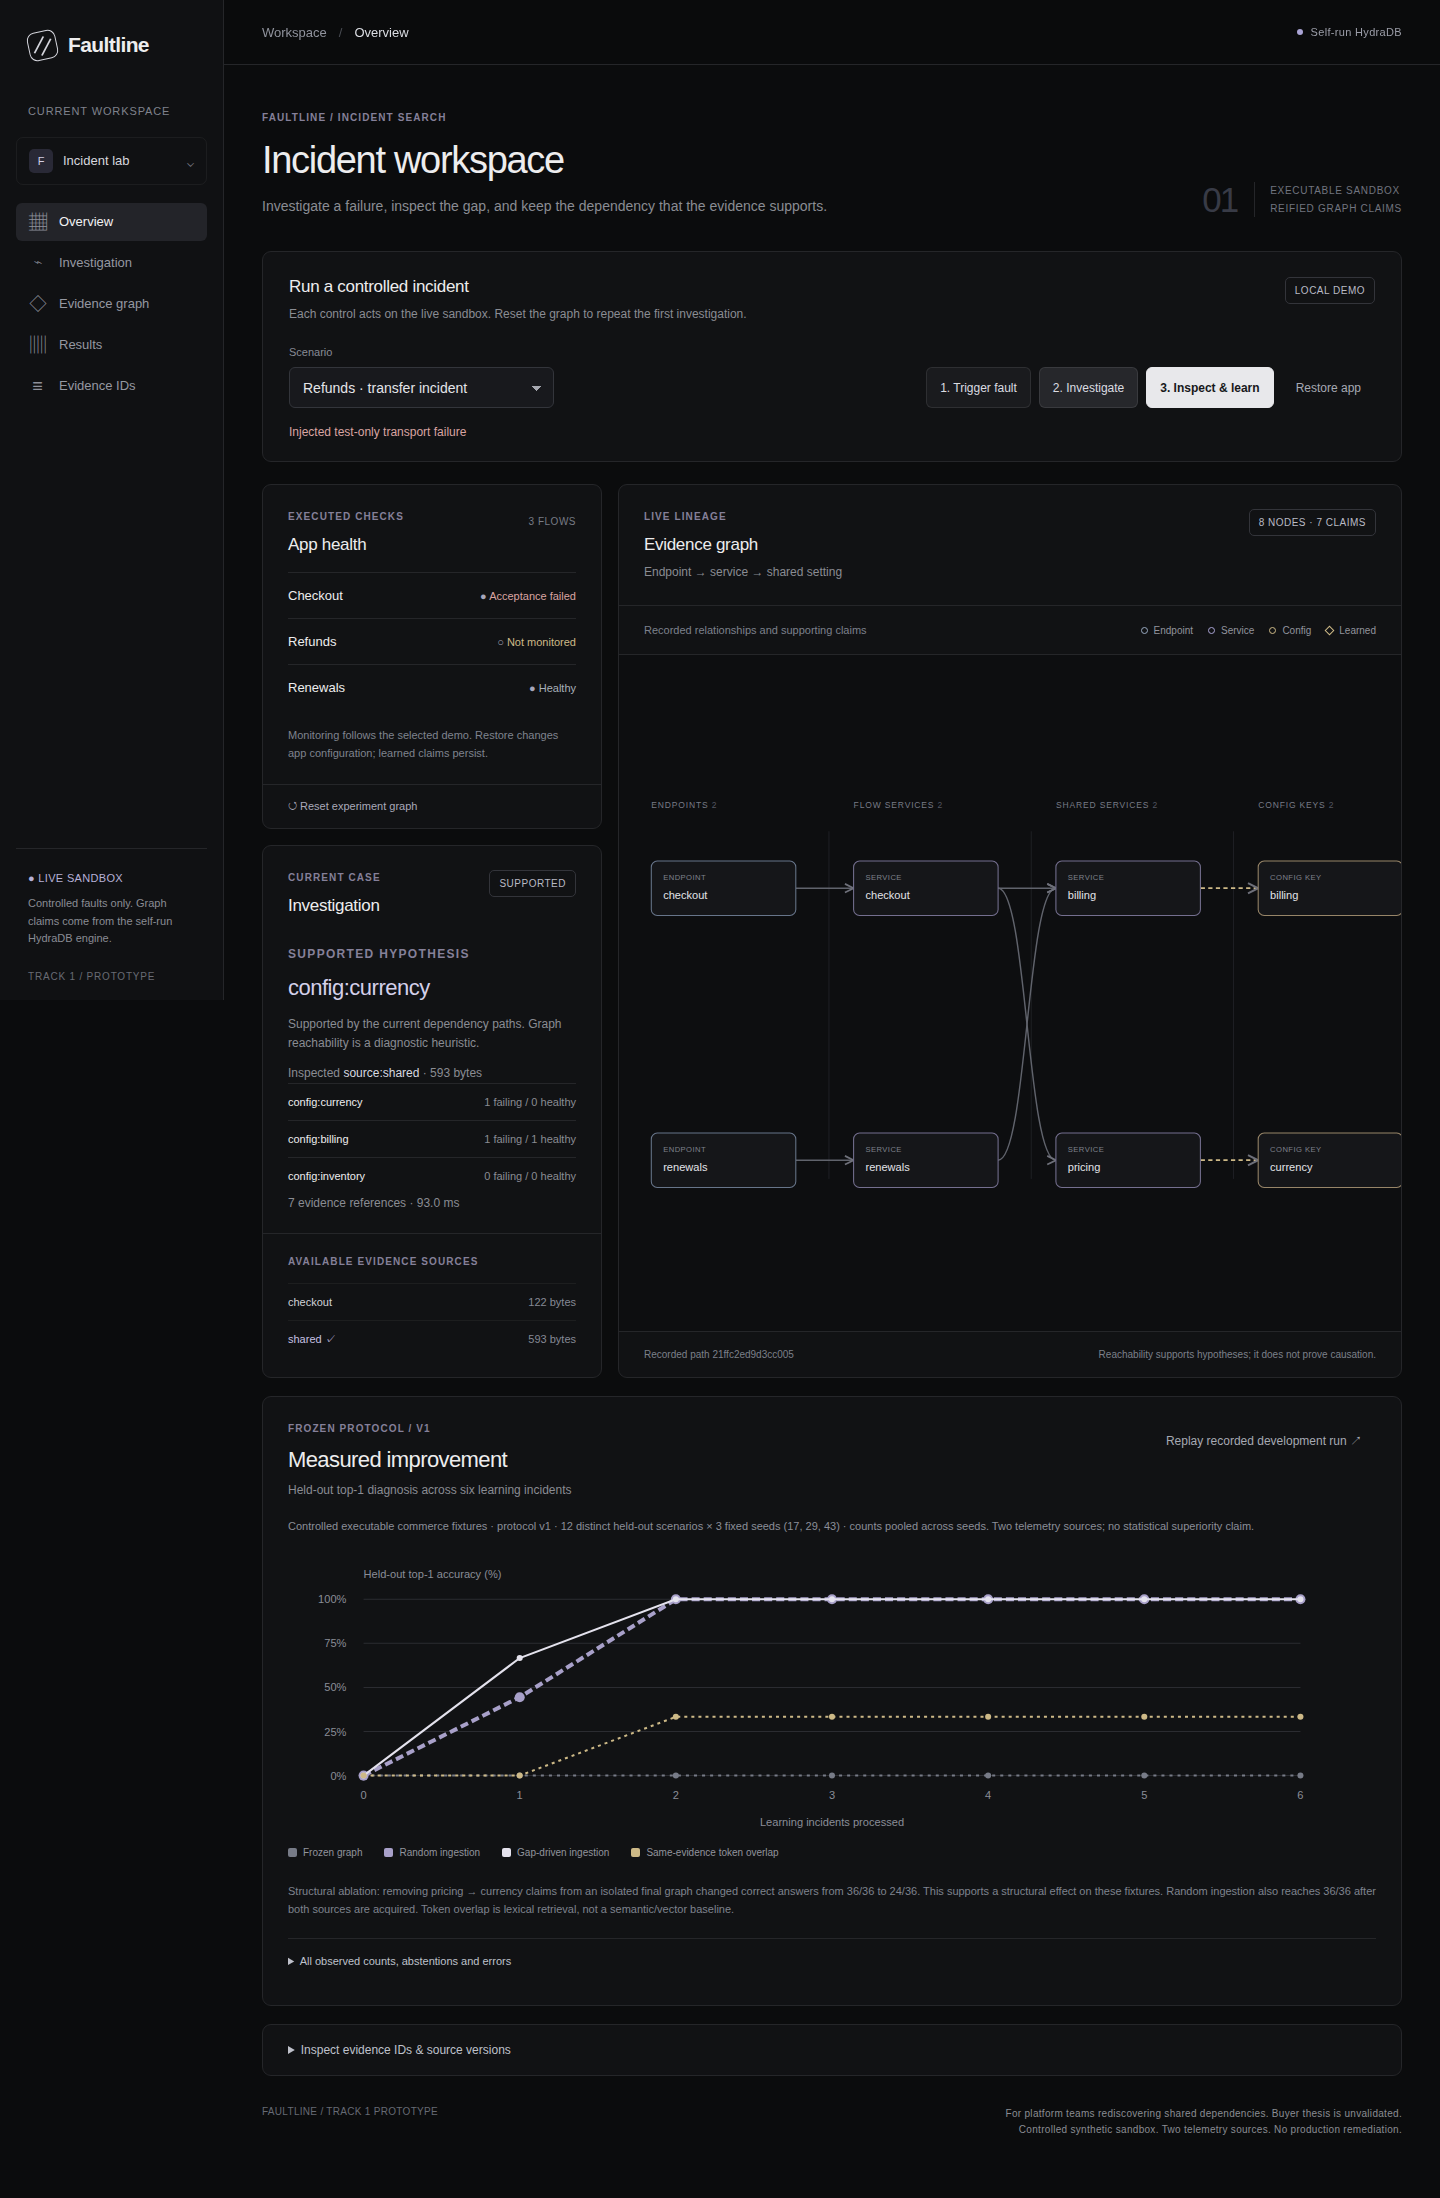 Faultline
CURRENT WORKSPACE
F Incident lab
Overview
Investigation
Evidence graph
Results
Evidence IDs
● LIVE SANDBOX
Controlled faults only. Graph
claims come from the self-run
HydraDB engine.
TRACK 1 / PROTOTYPE
Workspace / Overview
Self-run HydraDB
FAULTLINE / INCIDENT SEARCH
Incident workspace
Investigate a failure, inspect the gap, and keep the dependency that the evidence supports.
01
EXECUTABLE SANDBOX
REIFIED GRAPH CLAIMS
Run a controlled incident
LOCAL DEMO
Each control acts on the live sandbox. Reset the graph to repeat the first investigation.
Scenario
Refunds · transfer incident
1. Trigger fault
2. Investigate
3. Inspect & learn
Restore app
Injected test-only transport failure
EXECUTED CHECKS
3 FLOWS
App health
Checkout ● Acceptance failed
Refunds ○ Not monitored
Renewals ● Healthy
Monitoring follows the selected demo. Restore changes
app configuration; learned claims persist.
Reset experiment graph
CURRENT CASE
SUPPORTED
Investigation
SUPPORTED HYPOTHESIS
config:currency
Supported by the current dependency paths. Graph
reachability is a diagnostic heuristic.
Inspected source:shared · 593 bytes
config:currency 1 failing / 0 healthy
config:billing 1 failing / 1 healthy
config:inventory 0 failing / 0 healthy
7 evidence references · 93.0 ms
AVAILABLE EVIDENCE SOURCES
checkout 122 bytes
shared ✓ 593 bytes
LIVE LINEAGE
8 NODES · 7 CLAIMS
Evidence graph
Endpoint → service → shared setting
Recorded relationships and supporting claims
Endpoint Service Config Learned
ENDPOINTS 2 FLOW SERVICES 2 SHARED SERVICES 2 CONFIG KEYS 2
ENDPOINT SERVICE SERVICE CONFIG KEY
checkout checkout billing billing
ENDPOINT SERVICE SERVICE CONFIG KEY
renewals renewals pricing currency
Recorded path 21ffc2ed9d3cc005
Reachability supports hypotheses; it does not prove causation.
FROZEN PROTOCOL / V1
Replay recorded development run ↗
Measured improvement
Held-out top-1 diagnosis across six learning incidents
Controlled executable commerce fixtures · protocol v1 · 12 distinct held-out scenarios × 3 fixed seeds (17, 29, 43) · counts pooled across seeds. Two telemetry sources; no statistical superiority claim.
Held-out top-1 accuracy (%)
100%
75%
50%
25%
0%
0 1 2 3 4 5 6
Learning incidents processed
Frozen graph Random ingestion Gap-driven ingestion Same-evidence token overlap
Structural ablation: removing pricing → currency claims from an isolated final graph changed correct answers from 36/36 to 24/36. This supports a structural effect on these fixtures. Random ingestion also reaches 36/36 after
both sources are acquired. Token overlap is lexical retrieval, not a semantic/vector baseline.
▶ All observed counts, abstentions and errors
▶ Inspect evidence IDs & source versions
FAULTLINE / TRACK 1 PROTOTYPE
For platform teams rediscovering shared dependencies. Buyer thesis is unvalidated.
Controlled synthetic sandbox. Two telemetry sources. No production remediation.